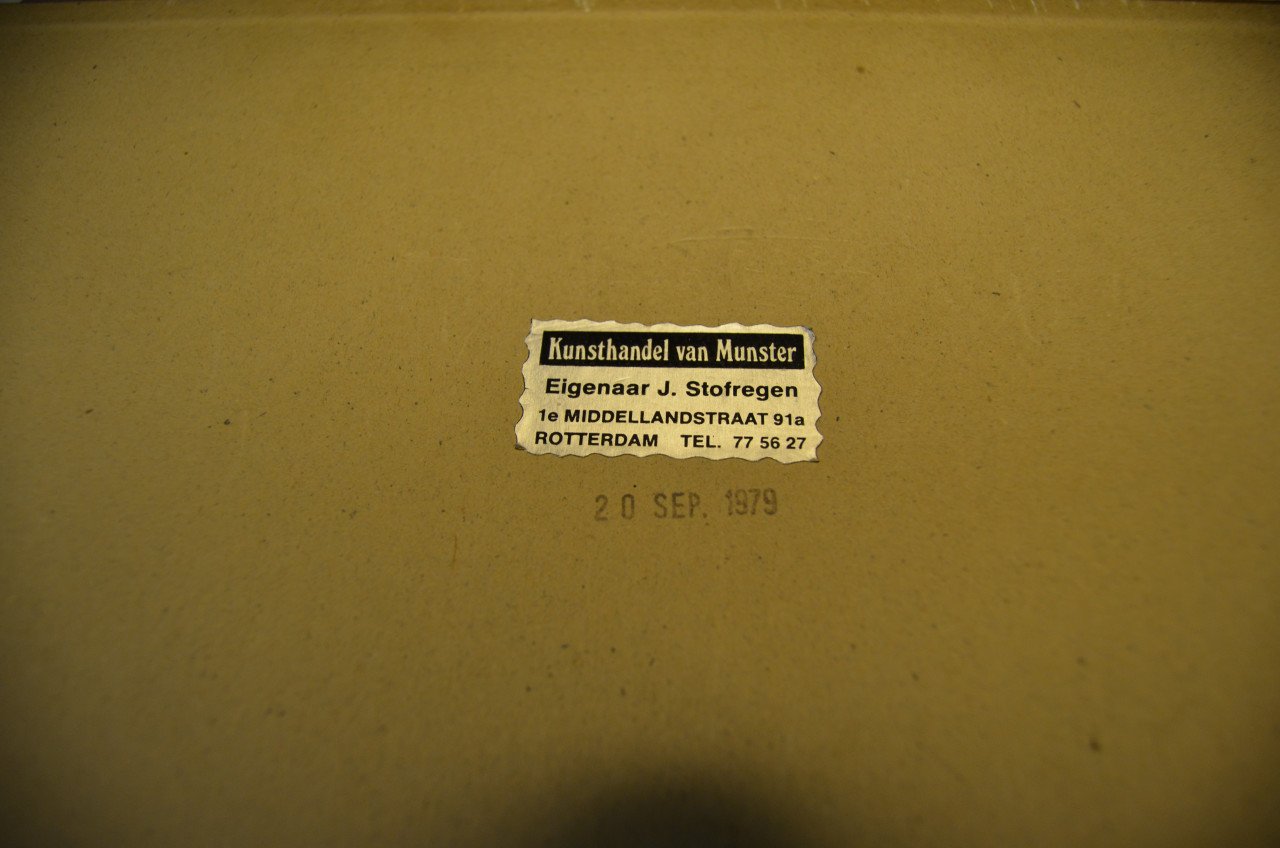 Kunsthandel van Munster
Eigenaar J. Stofregen
1e MIDDELLANDSTRAAT 91a
ROTTERDAM TEL. 77 56 27
20 SEP. 1979